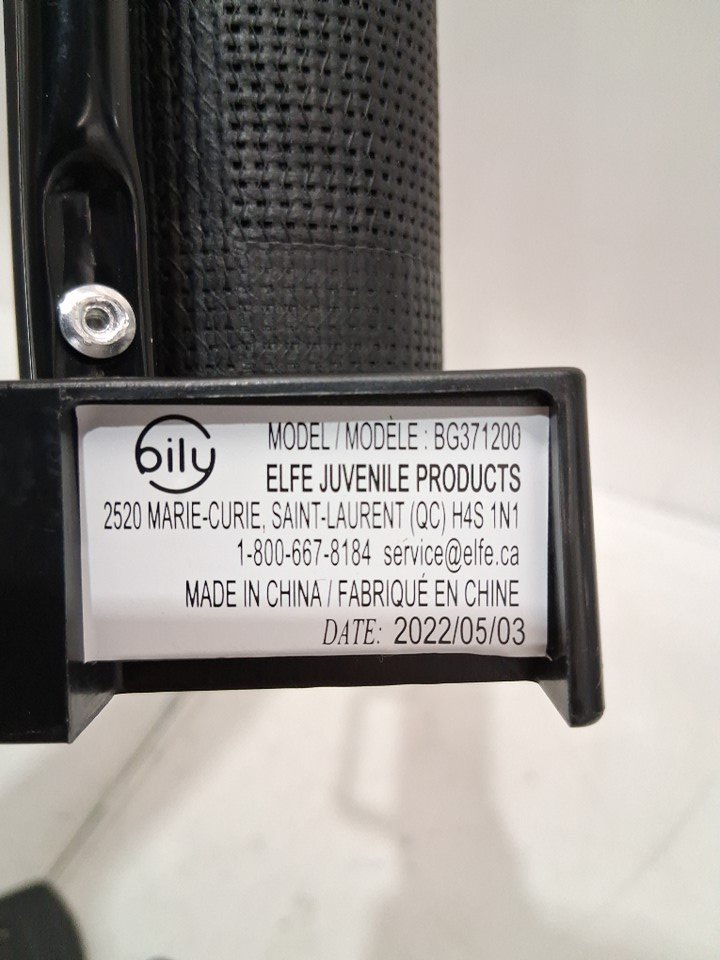 bily
MODEL / MODÈLE : BG371200
ELFE JUVENILE PRODUCTS
2520 MARIE-CURIE, SAINT-LAURENT (QC) H4S 1N1
1-800-667-8184 service@elfe.ca
MADE IN CHINA / FABRIQUÉ EN CHINE
DATE: 2022/05/03